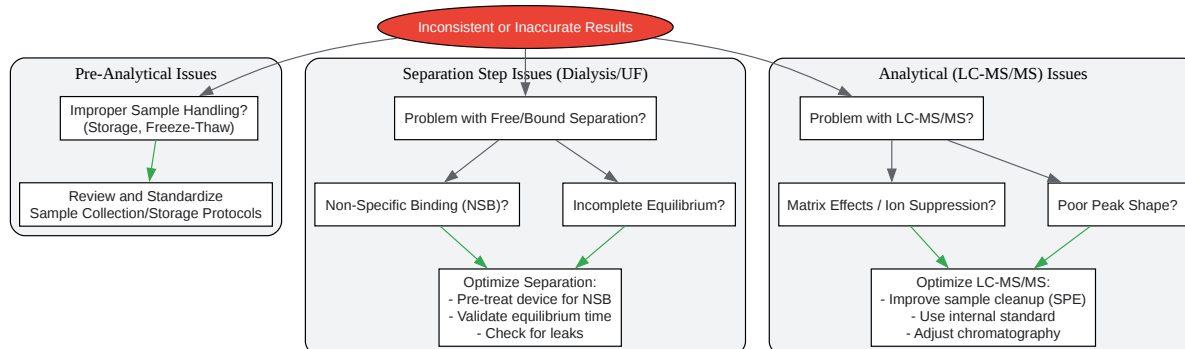 Inconsistent or Inaccurate Results
Pre-Analytical Issues
Improper Sample Handling?
(Storage, Freeze-Thaw)
Review and Standardize
Sample Collection/Storage Protocols
Separation Step Issues (Dialysis/UF)
Problem with Free/Bound Separation?
Non-Specific Binding (NSB)?
Incomplete Equilibrium?
Optimize Separation:
- Pre-treat device for NSB
- Validate equilibrium time
- Check for leaks
Analytical (LC-MS/MS) Issues
Problem with LC-MS/MS?
Matrix Effects / Ion Suppression?
Poor Peak Shape?
Optimize LC-MS/MS:
- Improve sample cleanup (SPE)
- Use internal standard
- Adjust chromatography